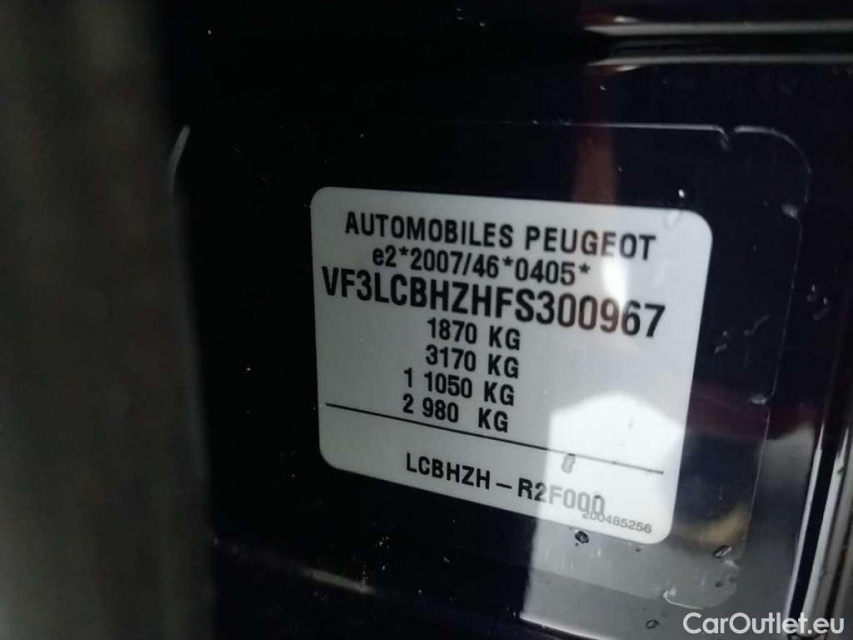 AUTOMOBILES PEUGEOT
e2*2007/46*0405*
VF3LCBHZHFS300967
1870 KG
3170 KG
1 1050 KG
2 980 KG
LCBHZH-R2F000
200485256
CarOutlet.eu